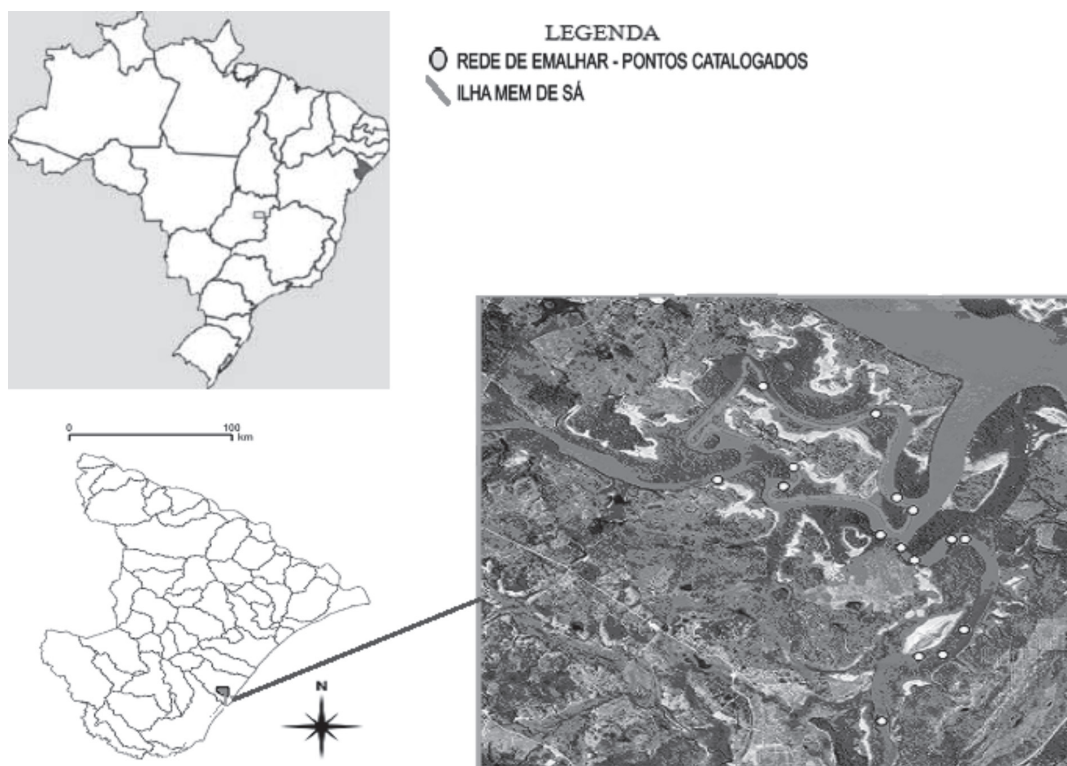 LEGENDA
REDE DE EMALHAR - PONTOS CATALOGADOS
ILHA MEM DE SÁ
0 100
km
N